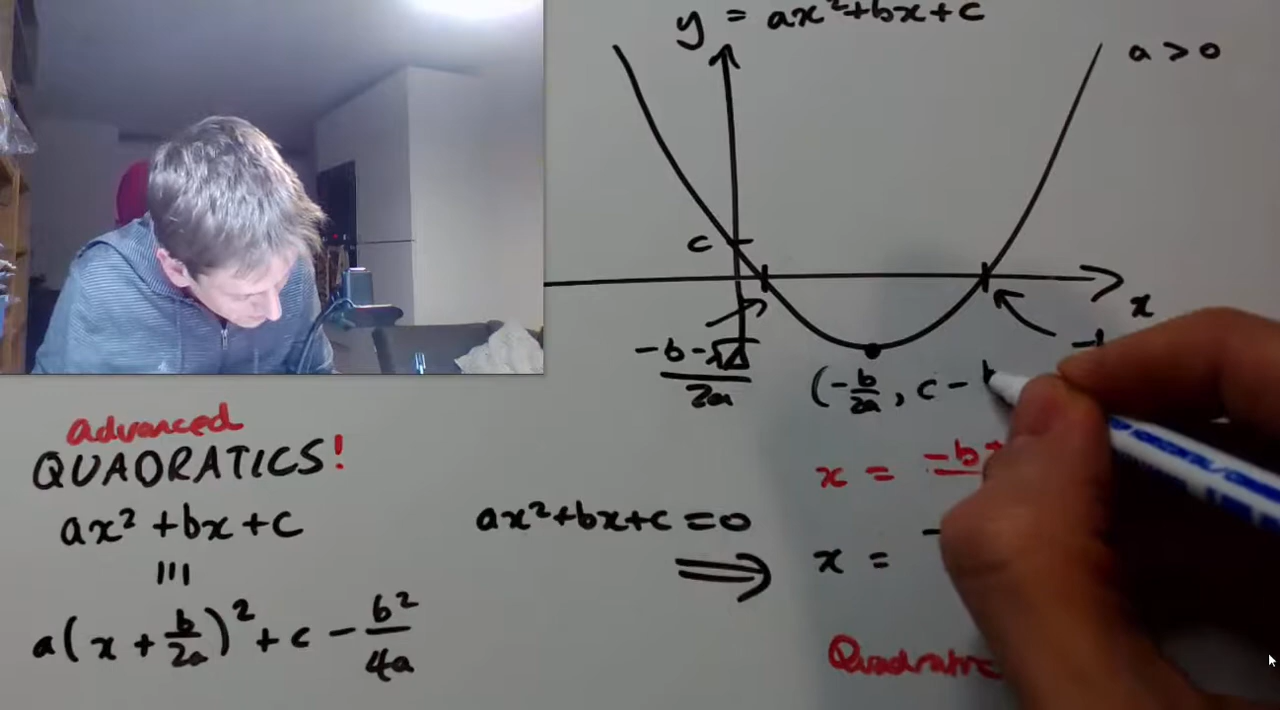 y = ax²+bx+c
a > 0
c
x
-b-√Δ/2a
(-b/2a, c -
advanced
QUADRATICS!
x =
ax²+bx+c
ax²+bx+c=0
⟹ x =
≡
a(x + b/2a)² + c - b²/4a